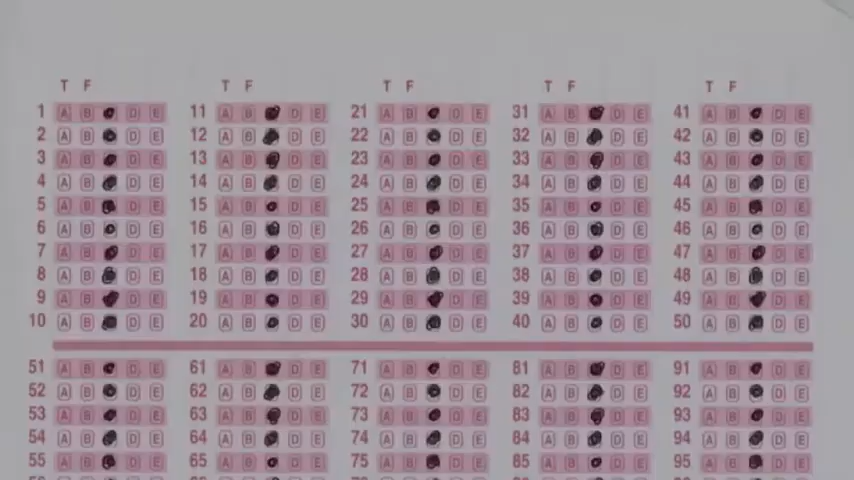 T F T F T F T F T F
1 A B D E 11 A B D E 21 A B D E 31 A B D E 41 A B D E
2 A B D E 12 A B D E 22 A B D E 32 A B D E 42 A B D E
3 A B D E 13 A B D E 23 A B D E 33 A B D E 43 A B D E
4 A B D E 14 A B D E 24 A B D E 34 A B D E 44 A B D E
5 A B D E 15 A B D E 25 A B D E 35 A B D E 45 A B D E
6 A B D E 16 A B D E 26 A B D E 36 A B D E 46 A B D E
7 A B D E 17 A B D E 27 A B D E 37 A B D E 47 A B D E
8 A B D E 18 A B D E 28 A B D E 38 A B D E 48 A B D E
9 A B D E 19 A B D E 29 A B D E 39 A B D E 49 A B D E
10 A B D E 20 A B D E 30 A B D E 40 A B D E 50 A B D E
51 A B D E 61 A B D E 71 A B D E 81 A B D E 91 A B D E
52 A B D E 62 A B D E 72 A B D E 82 A B D E 92 A B D E
53 A B D E 63 A B D E 73 A B D E 83 A B D E 93 A B D E
54 A B D E 64 A B D E 74 A B D E 84 A B D E 94 A B D E
55 A B D E 65 A B D E 75 A B D E 85 A B D E 95 A B D E